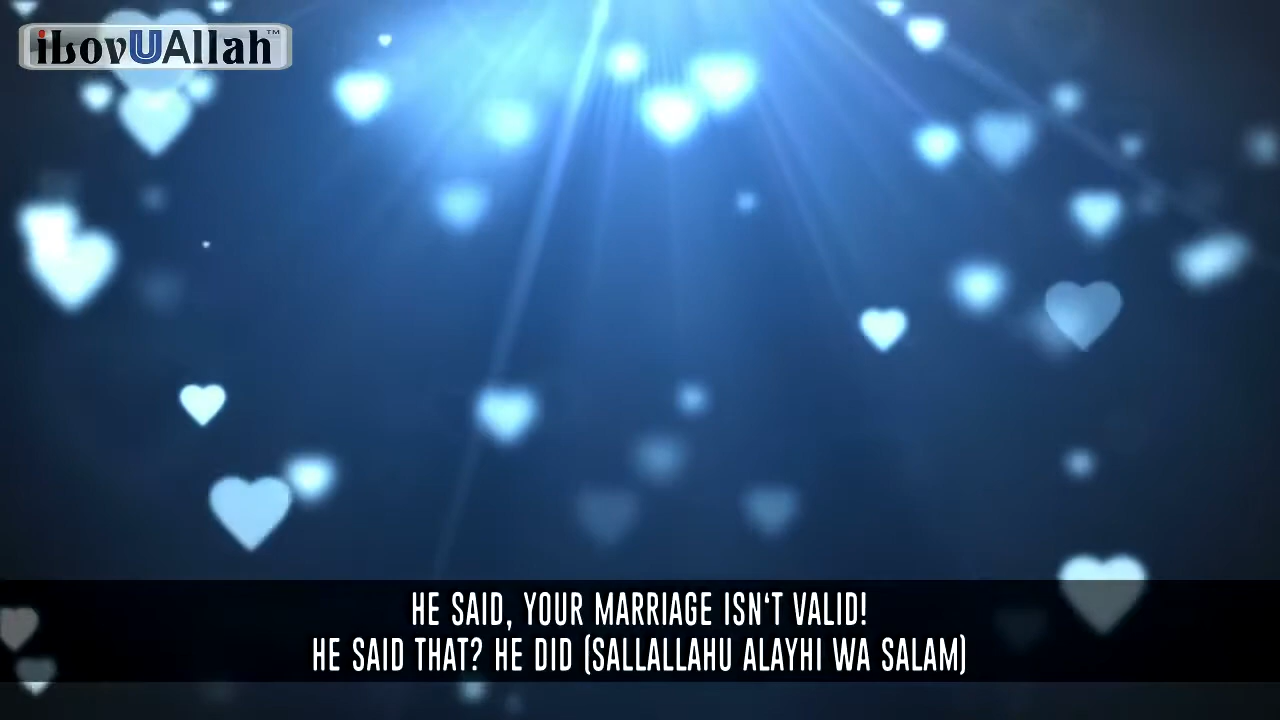 iLovUAllah™
HE SAID, YOUR MARRIAGE ISN‘T VALID!
HE SAID THAT? HE DID (SALLALLAHU ALAYHI WA SALAM)